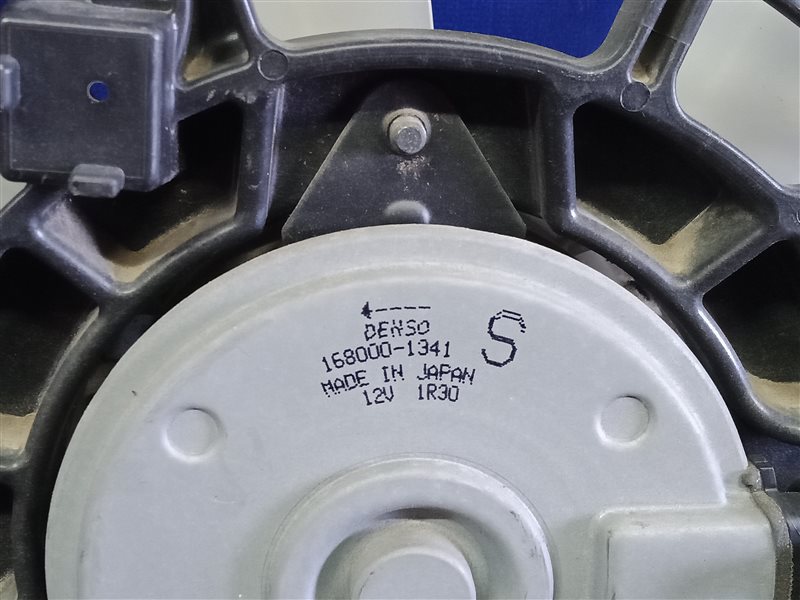 DENSO
168000-1341
S
MADE IN JAPAN
12V 1R30